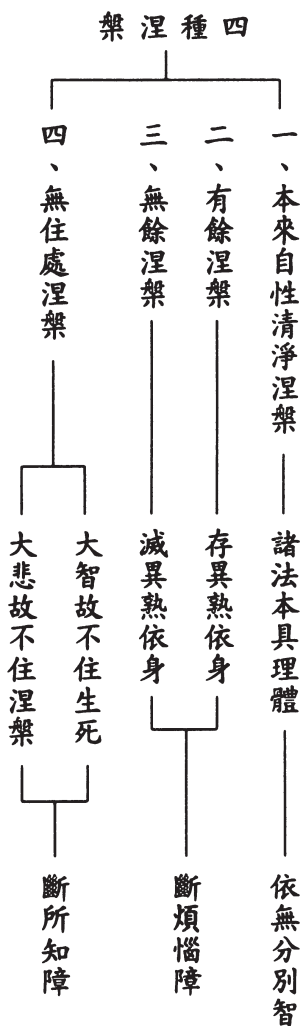 四種涅槃
一、本來自性清淨涅槃
諸法本具理體
依無分別智
二、有餘涅槃
存異熟依身
三、無餘涅槃
滅異熟依身
斷煩惱障
四、無住處涅槃
大智故不住生死
大悲故不住涅槃
斷所知障